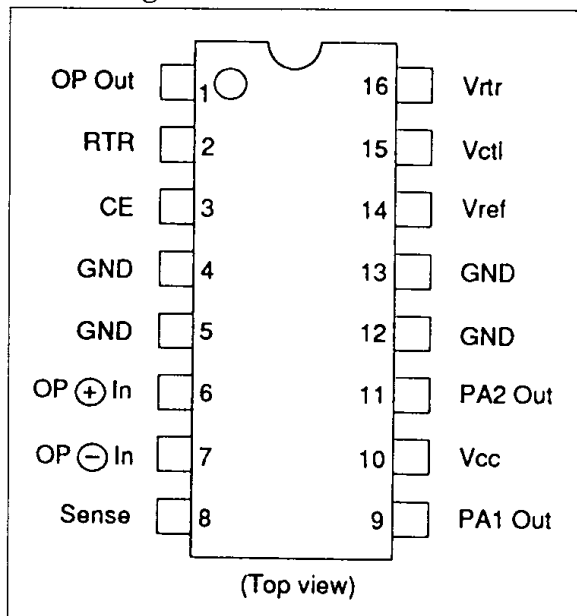 OP Out 1 16 Vrtr
RTR 2 15 Vctl
CE 3 14 Vref
GND 4 13 GND
GND 5 12 GND
OP ⊕ In 6 11 PA2 Out
OP ⊖ In 7 10 Vcc
Sense 8 9 PA1 Out
(Top view)